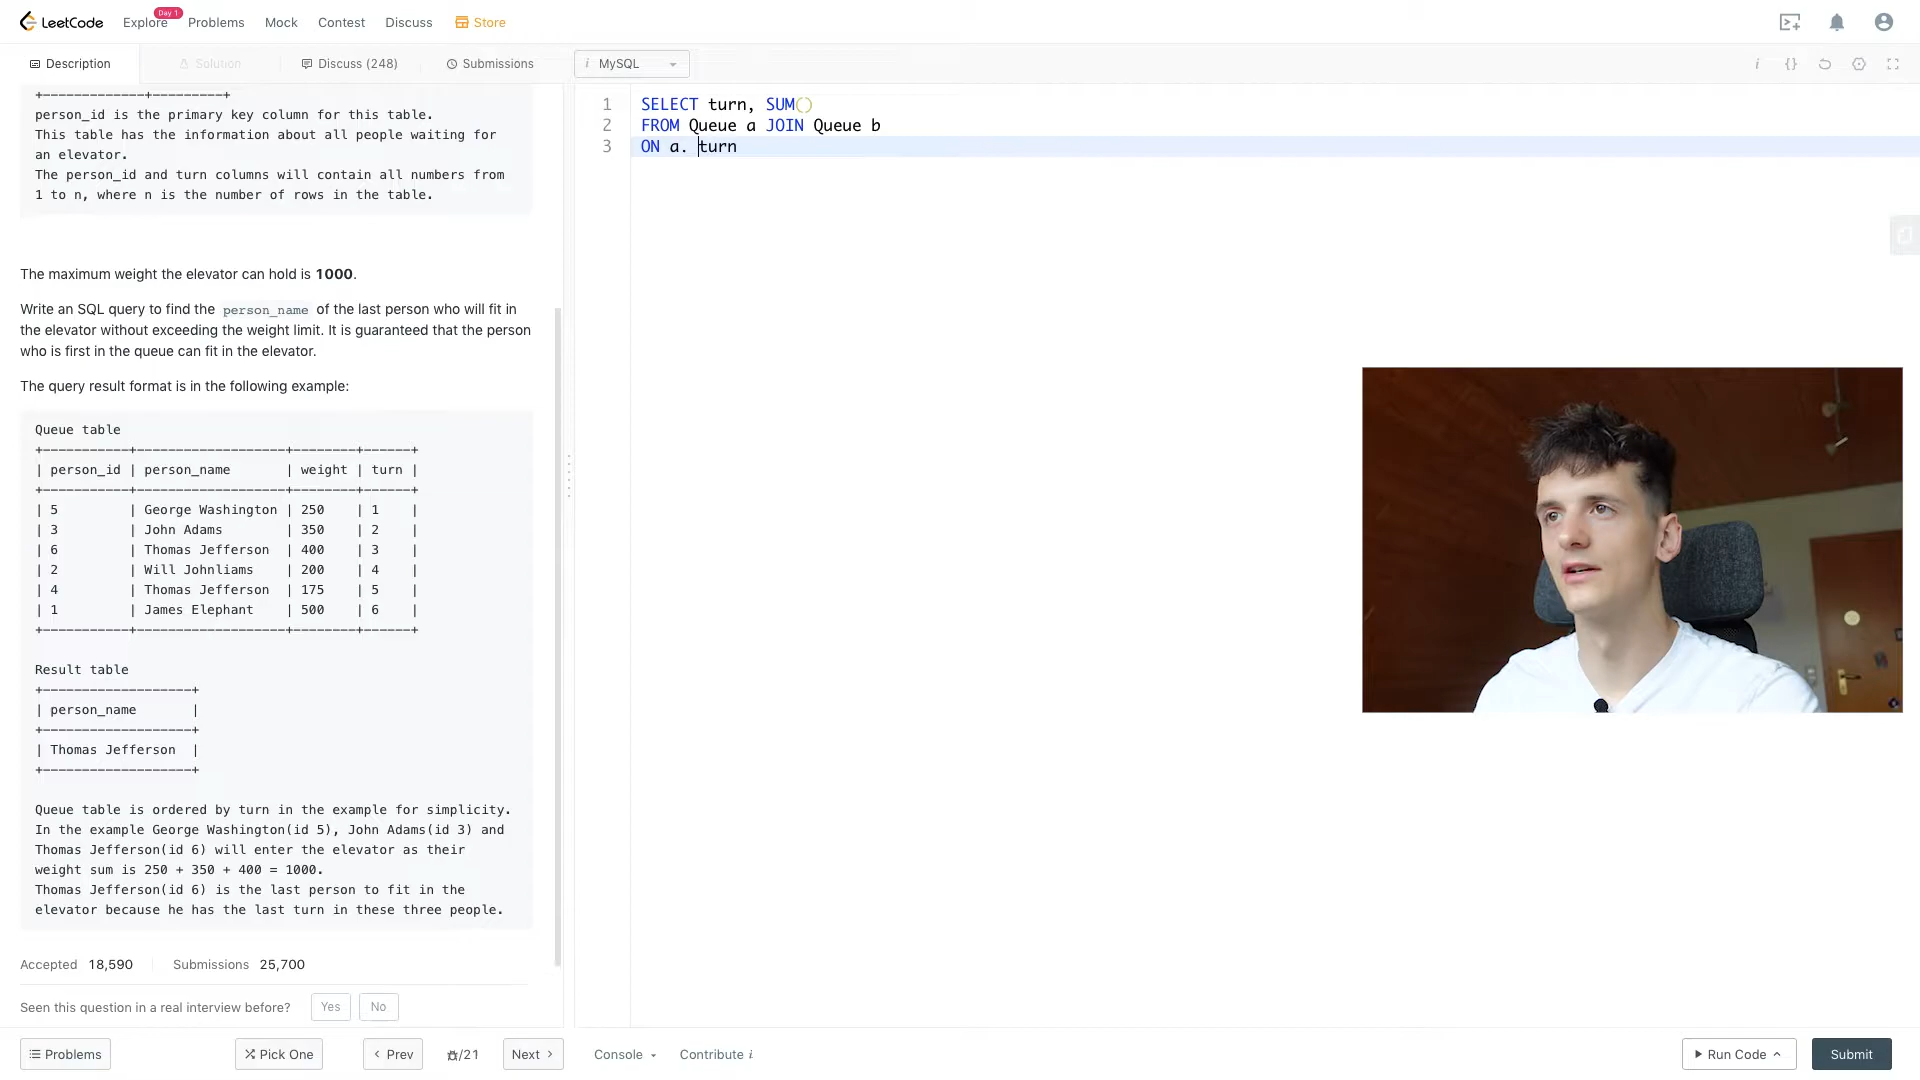 LeetCode
Explore
Day 1
Problems
Mock
Contest
Discuss
Store
Description
Solution
Discuss (248)
Submissions
i MySQL
+-------------+---------+
person_id is the primary key column for this table.
This table has the information about all people waiting for
an elevator.
The person_id and turn columns will contain all numbers from
1 to n, where n is the number of rows in the table.
The maximum weight the elevator can hold is 1000.
Write an SQL query to find the person_name of the last person who will fit in
the elevator without exceeding the weight limit. It is guaranteed that the person
who is first in the queue can fit in the elevator.
The query result format is in the following example:
Queue table
+-----------+-------------------+--------+------+
| person_id | person_name       | weight | turn |
+-----------+-------------------+--------+------+
| 5         | George Washington | 250    | 1    |
| 3         | John Adams        | 350    | 2    |
| 6         | Thomas Jefferson  | 400    | 3    |
| 2         | Will Johnliams    | 200    | 4    |
| 4         | Thomas Jefferson  | 175    | 5    |
| 1         | James Elephant    | 500    | 6    |
+-----------+-------------------+--------+------+
Result table
+-------------------+
| person_name       |
+-------------------+
| Thomas Jefferson  |
+-------------------+
Queue table is ordered by turn in the example for simplicity.
In the example George Washington(id 5), John Adams(id 3) and
Thomas Jefferson(id 6) will enter the elevator as their
weight sum is 250 + 350 + 400 = 1000.
Thomas Jefferson(id 6) is the last person to fit in the
elevator because he has the last turn in these three people.
Accepted 18,590
Submissions 25,700
Seen this question in a real interview before?
Yes
No
1 SELECT turn, SUM()
2 FROM Queue a JOIN Queue b
3 ON a. turn
i {}
Problems
Pick One
Prev
/21
Next
Console
Contribute i
Run Code
Submit